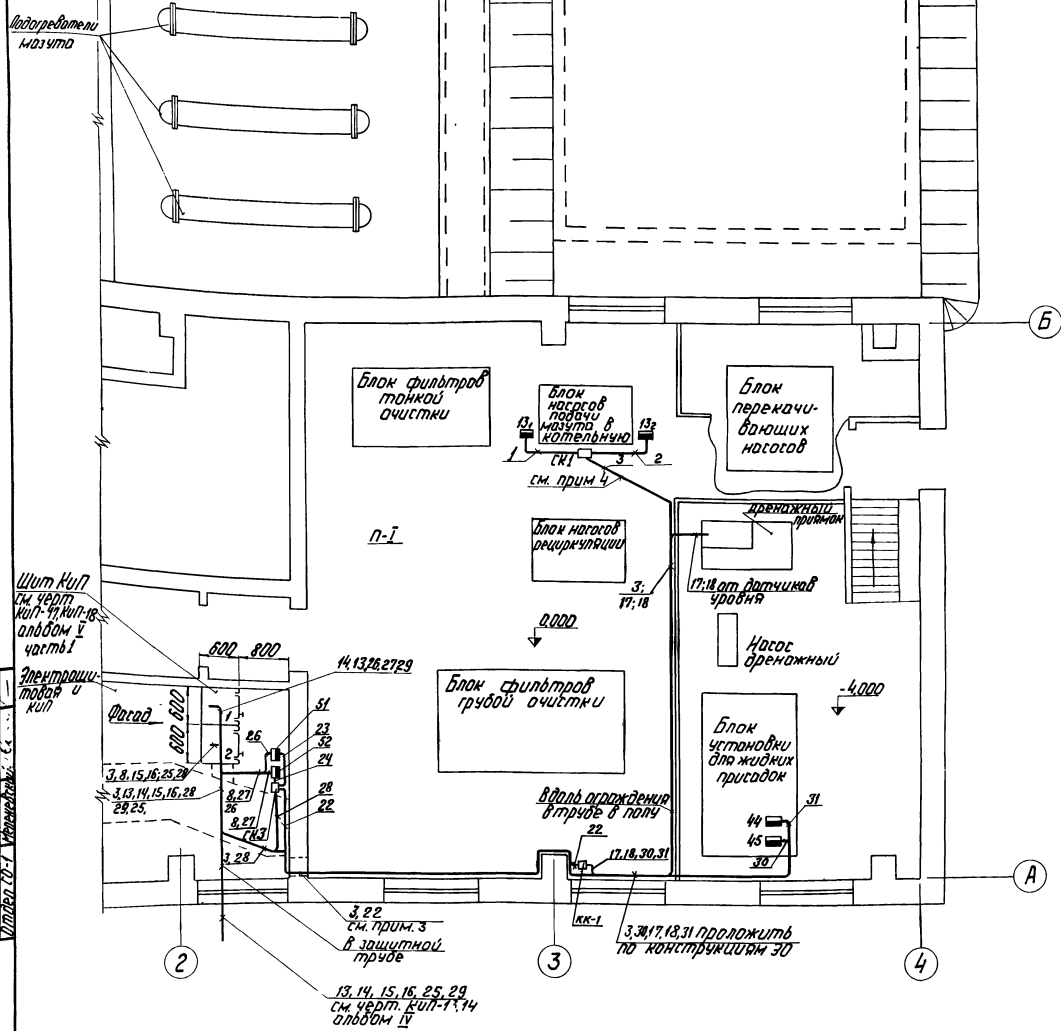 Подогреватели
мазута
Б
Блок фильтров
тонкой
очистки
Блок
насосов
подачи
мазута в
котельную
Блок
перекачи-
вающих
насосов
13₁
13₂
1
СК1
3
2
см. прим 4
П-I
Блок насосов
рециркуляции
дренажный
приямок
3;
17;18
17;18 от датчиков
уровня
0,000
Насос
дренажный
-4,000
Щит КиП
см. черт
КиП-17, КиП-18
альбом V
часть 1
Электрощи-
товая и
КиП
600 800
14,13,26,27,29
Фасад
600 600
1
2
51
26
23
52
24
Блок фильтров
грубой очистки
Блок
установки
для жидких
присадок
3,8,15,16,25,28
3,13,14,15,16,28
29,25,
8,27
26
8,27
СК3
28
22
3,28
Вдоль ограждения
в трубе в полу
44
45
31
30
22
17,18,30,31
КК-1
А
3,22
см. прим. 3
в защитной
трубе
3,30,17,18,31 проложить
по конструкциям ЭО
2
3
4
13, 14, 15, 16, 25, 29
альбом IV
Отдел СО-1